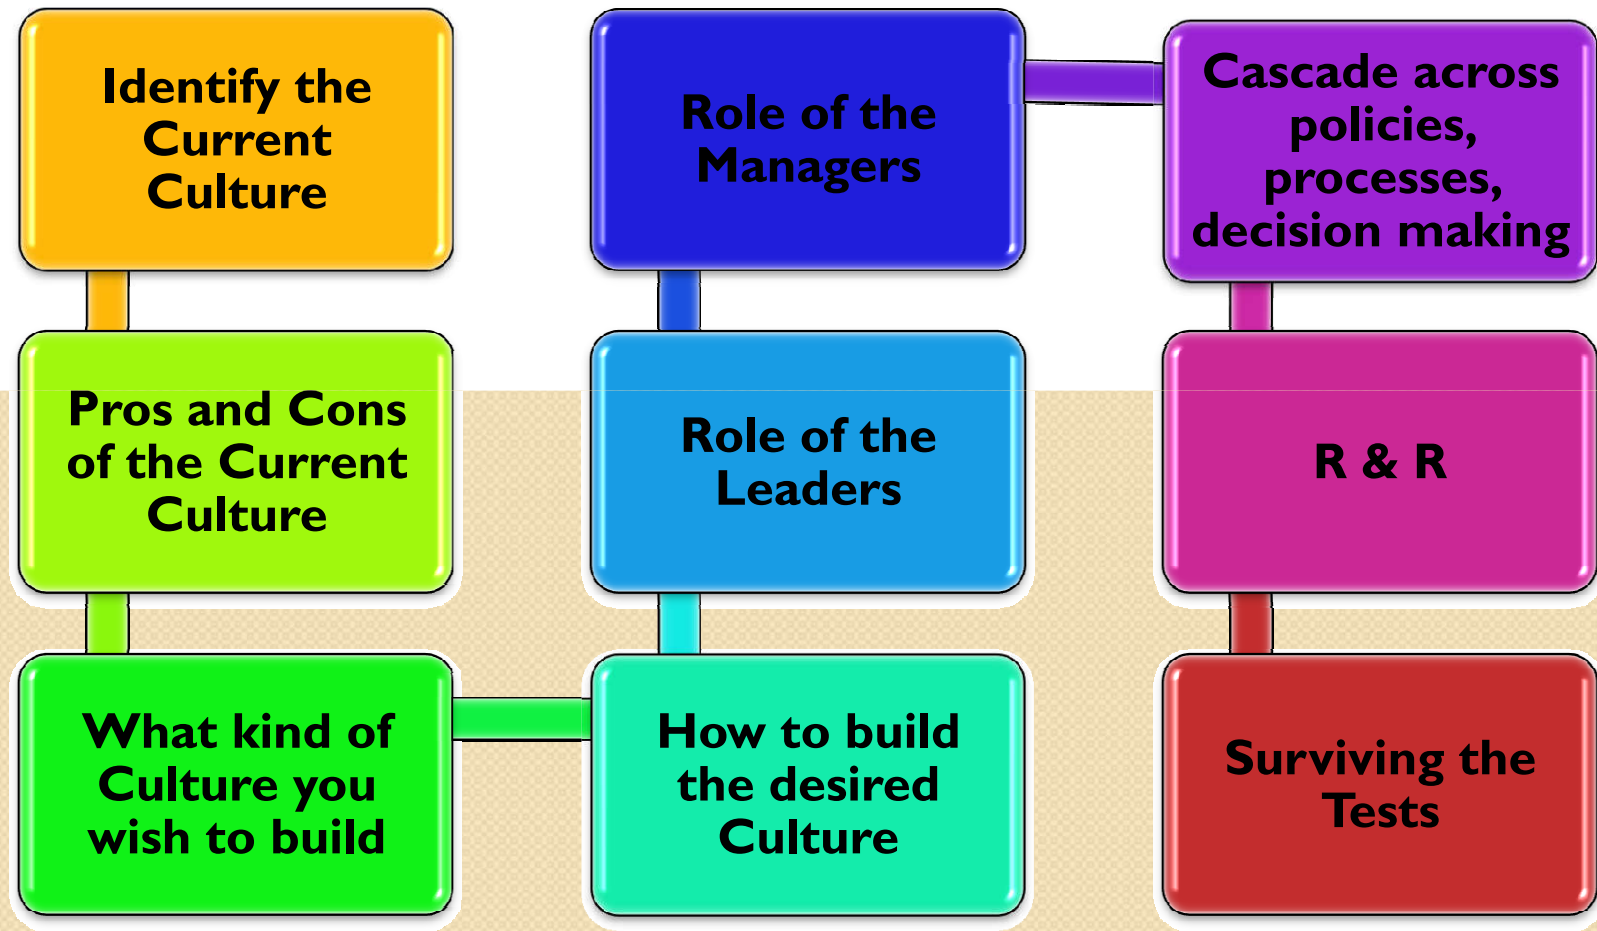 Identify the
Current
Culture
Pros and Cons
of the Current
Culture
What kind of
Culture you
wish to build
How to build
the desired
Culture
Role of the
Leaders
Role of the
Managers
Cascade across
policies,
processes,
decision making
R & R
Surviving the
Tests